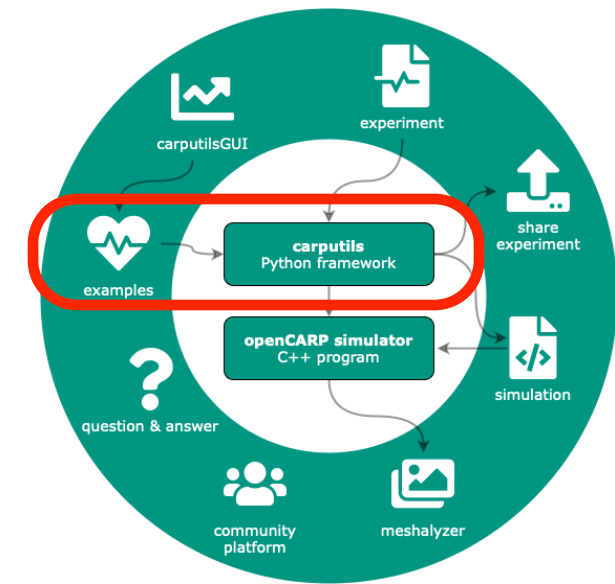 carputilsGUI
experiment
share
experiment
examples
carputils
Python framework
openCARP simulator
C++ program
simulation
question & answer
community
platform
meshalyzer